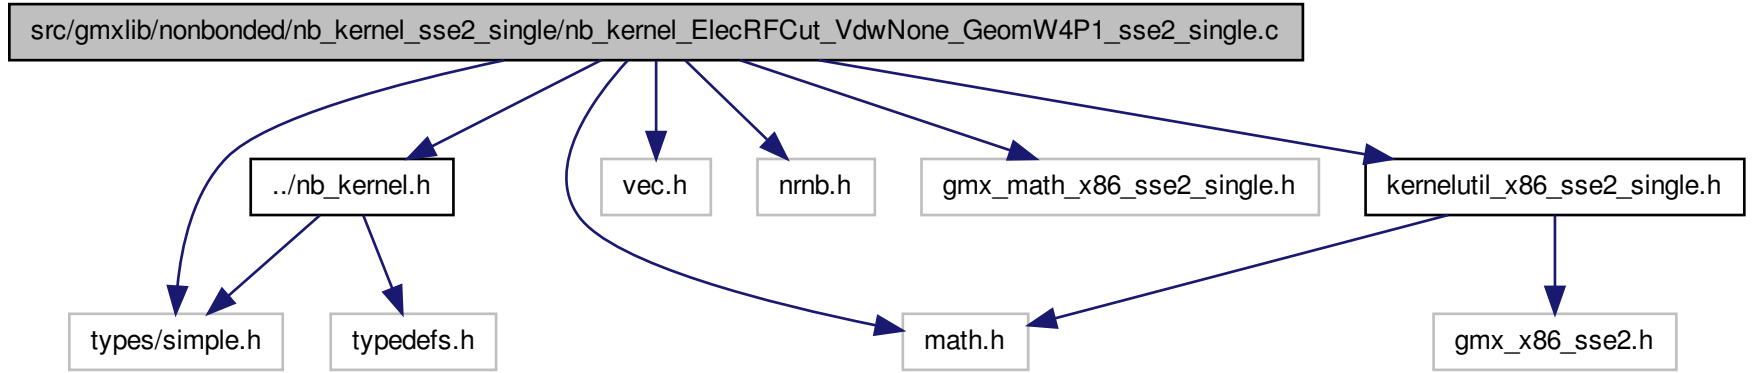 src/gmxlib/nonbonded/nb_kernel_sse2_single/nb_kernel_ElecRFCut_VdwNone_GeomW4P1_sse2_single.c
../nb_kernel.h
vec.h
nrnb.h
gmx_math_x86_sse2_single.h
kernelutil_x86_sse2_single.h
types/simple.h
typedefs.h
math.h
gmx_x86_sse2.h